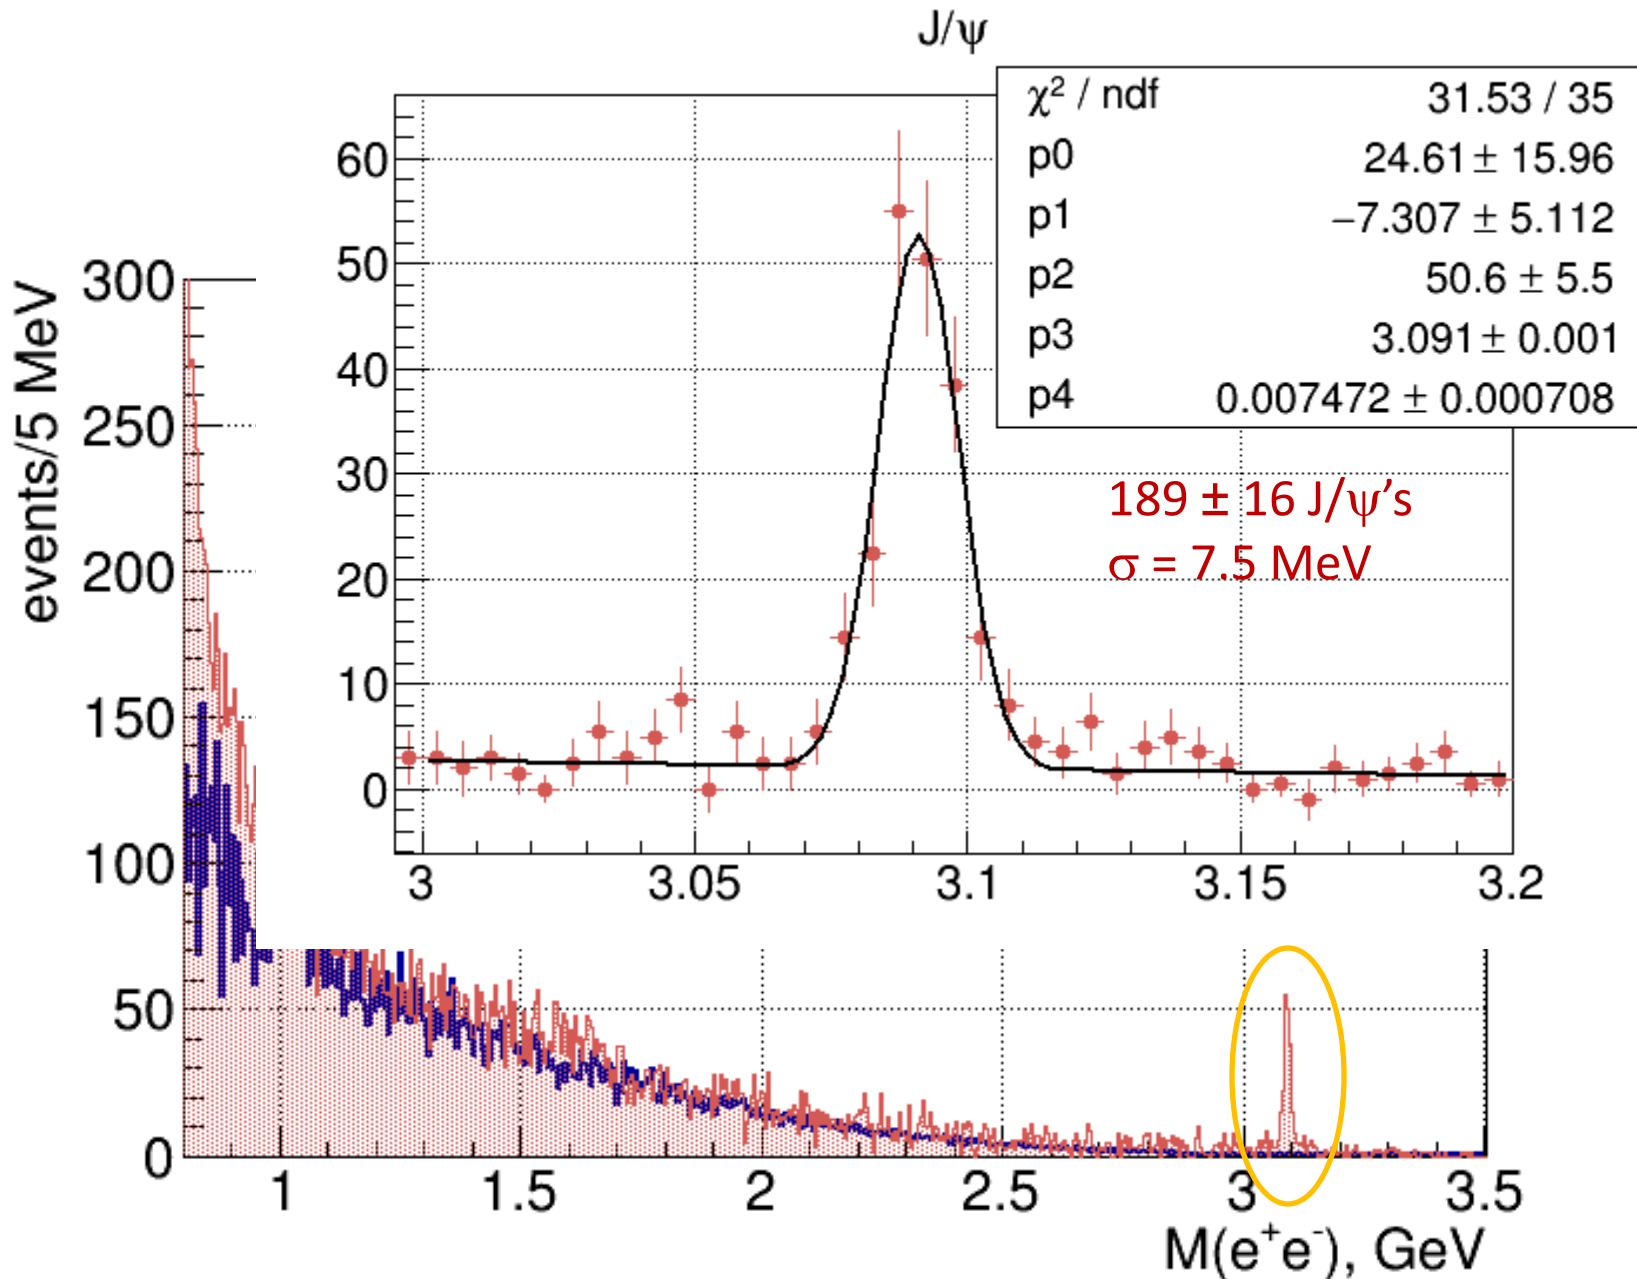 J/ψ
χ² / ndf 31.53 / 35
p0 24.61 ± 15.96
p1 −7.307 ± 5.112
p2 50.6 ± 5.5
p3 3.091 ± 0.001
p4 0.007472 ± 0.000708
60
50
40
30
20
10
0
189 ± 16 J/ψ's
σ = 7.5 MeV
3 3.05 3.1 3.15 3.2
events/5 MeV
300
250
200
150
100
50
0
1 1.5 2 2.5 3 3.5
M(e⁺e⁻), GeV